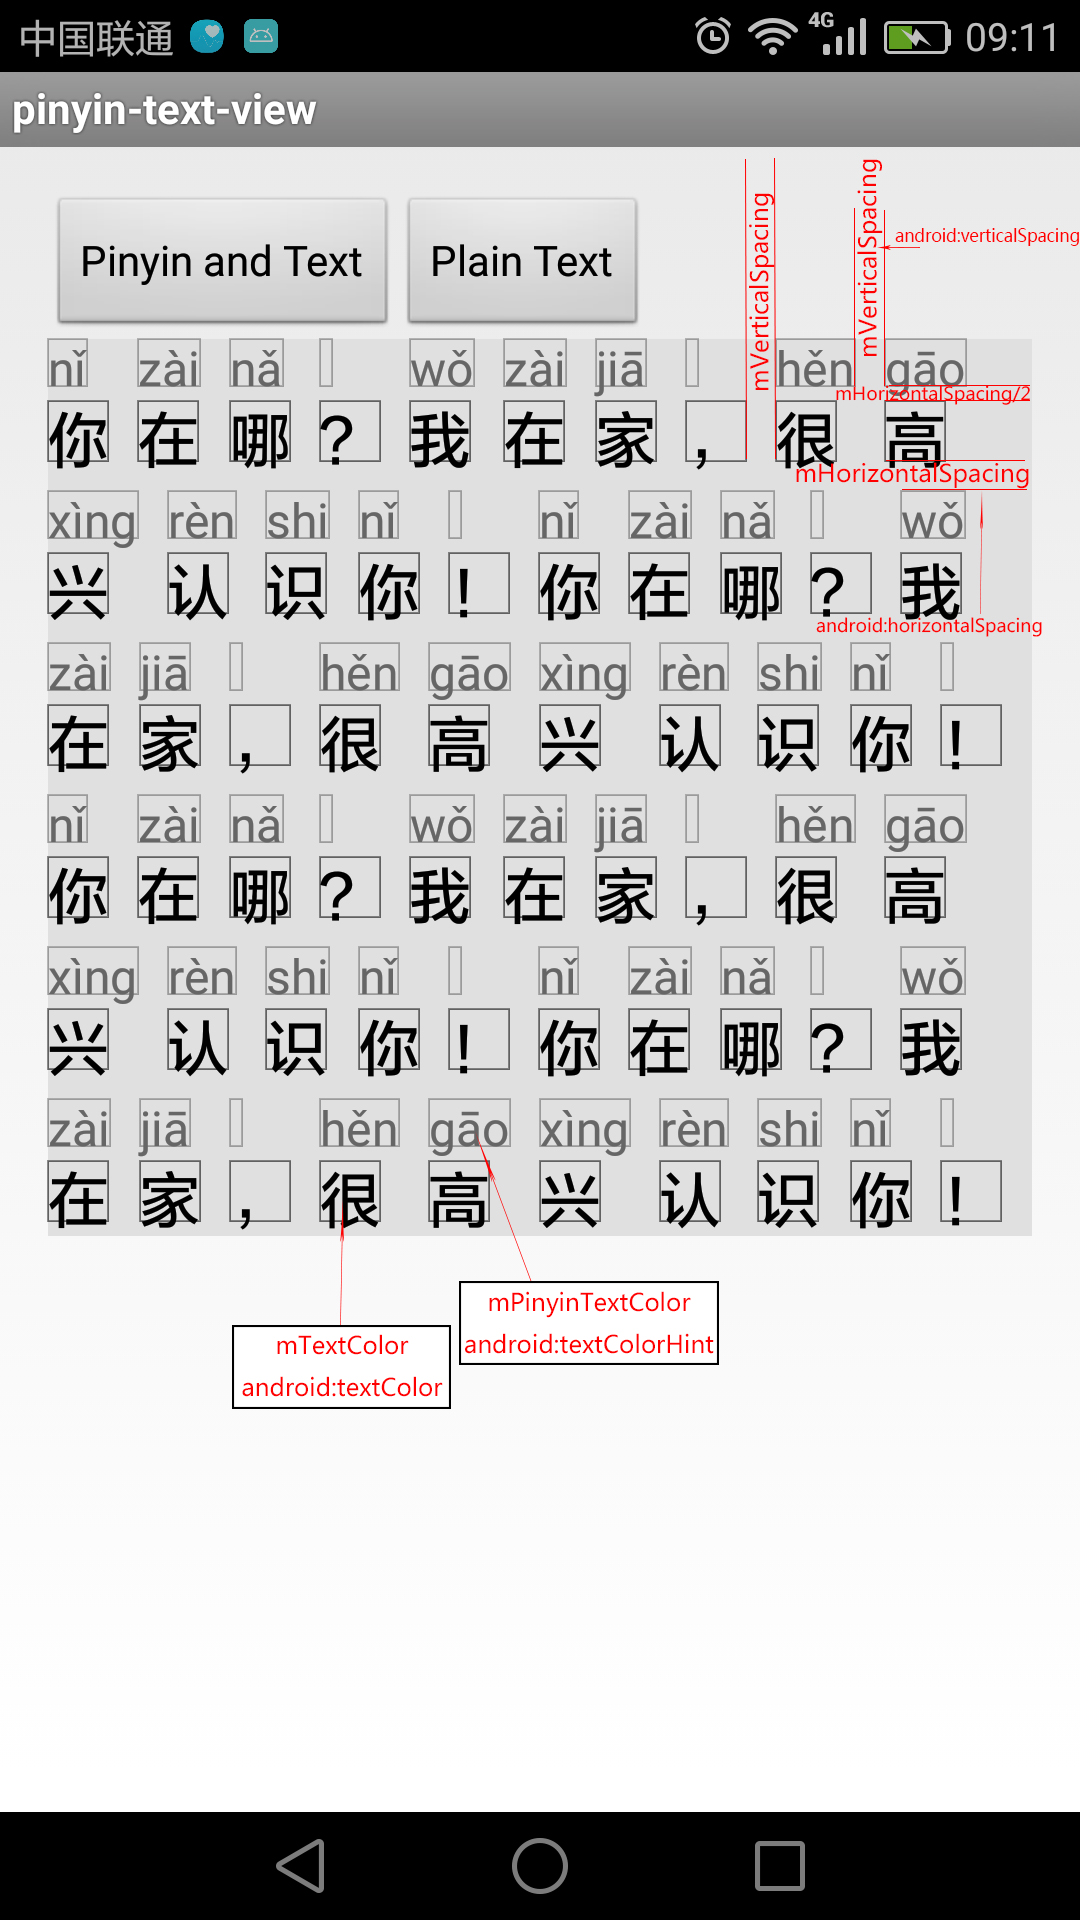 中国联通 4G 09:11
pinyin-text-view
Pinyin and Text Plain Text
mVerticalSpacing
mVerticalSpacing
android:verticalSpacing
nǐ zài nǎ wǒ zài jiā hěn gāo
mHorizontalSpacing/2
你在哪？我在家，很高
mHorizontalSpacing
xìng rèn shi nǐ nǐ zài nǎ wǒ
兴认识你！你在哪？我
android:horizontalSpacing
zài jiā hěn gāo xìng rèn shi nǐ
在家，很高兴认识你！
nǐ zài nǎ wǒ zài jiā hěn gāo
你在哪？我在家，很高
xìng rèn shi nǐ nǐ zài nǎ wǒ
兴认识你！你在哪？我
zài jiā hěn gāo xìng rèn shi nǐ
在家，很高兴认识你！
mPinyinTextColor
android:textColorHint
mTextColor
android:textColor